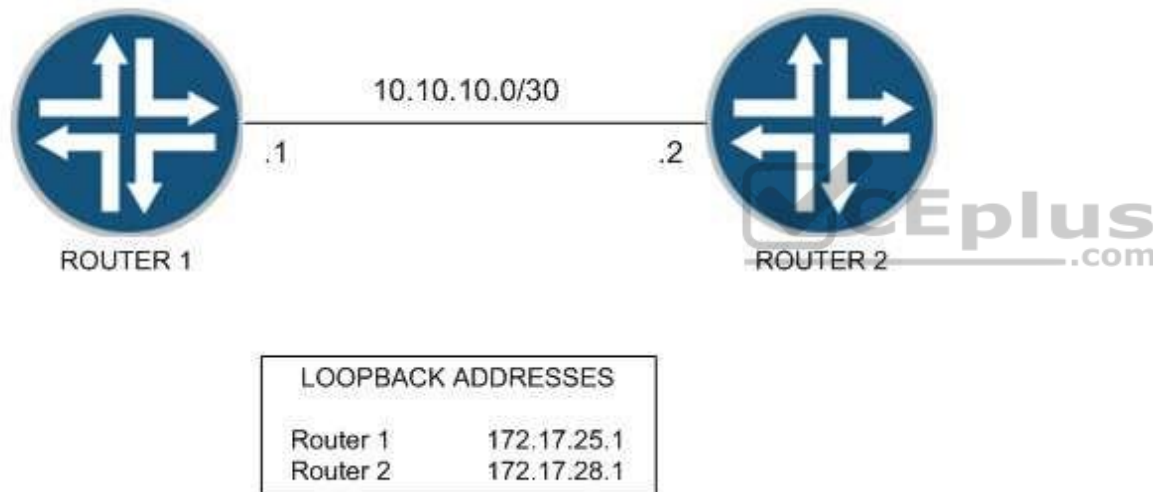 10.10.10.0/30
.1
.2
ROUTER 1
ROUTER 2
CEplus
.com
LOOPBACK ADDRESSES
Router 1 172.17.25.1
Router 2 172.17.28.1